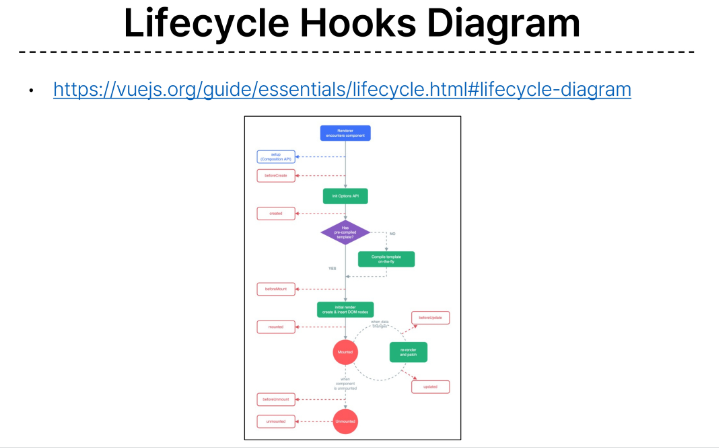 Lifecycle Hooks Diagram
• https://vuejs.org/guide/essentials/lifecycle.html#lifecycle-diagram
Renderer
encounters component
setup
(Composition API)
beforeCreate
Init Options API
created
Has
pre-compiled
template?
NO
Compile template
on-the-fly
YES
beforeMount
Initial render
create & insert DOM nodes
beforeUpdate
when data
changes
mounted
Mounted
re-render
and patch
when
component
is unmounted
updated
beforeUnmount
unmounted
Unmounted